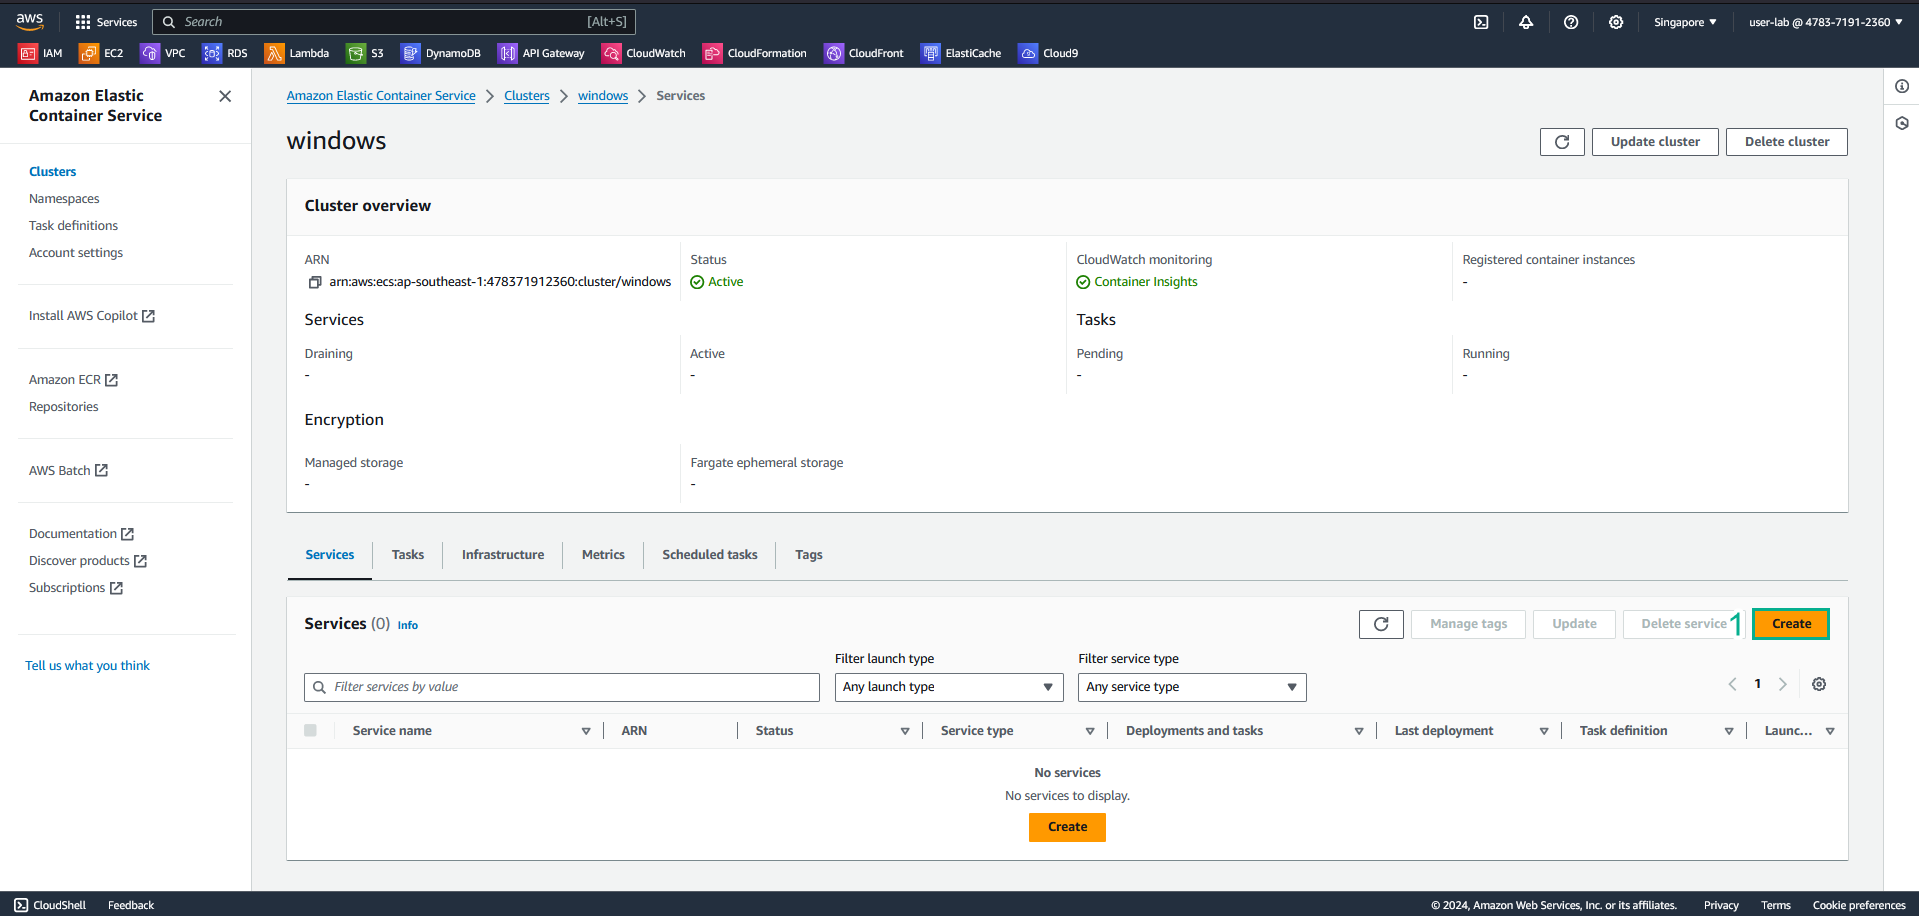 aws Services Search [Alt+S] Singapore ▼ user-lab @ 4783-7191-2360 ▼
IAM EC2 VPC RDS Lambda S3 DynamoDB API Gateway CloudWatch CloudFormation CloudFront ElastiCache Cloud9
Amazon Elastic
Container Service
Clusters
Namespaces
Task definitions
Account settings
Install AWS Copilot
Amazon ECR
Repositories
AWS Batch
Documentation
Discover products
Subscriptions
Tell us what you think
Amazon Elastic Container Service > Clusters > windows > Services
windows
Update cluster Delete cluster
Cluster overview
ARN Status CloudWatch monitoring Registered container instances
arn:aws:ecs:ap-southeast-1:478371912360:cluster/windows Active Container Insights -
Services Tasks
Draining Active Pending Running
- - - -
Encryption
Managed storage Fargate ephemeral storage
- -
Services Tasks Infrastructure Metrics Scheduled tasks Tags
Services (0) Info Manage tags Update Delete service 1 Create
Filter launch type Filter service type
Filter services by value Any launch type Any service type 1
Service name ARN Status Service type Deployments and tasks Last deployment Task definition Launc...
No services
No services to display.
Create
CloudShell Feedback © 2024, Amazon Web Services, Inc. or its affiliates. Privacy Terms Cookie preferences